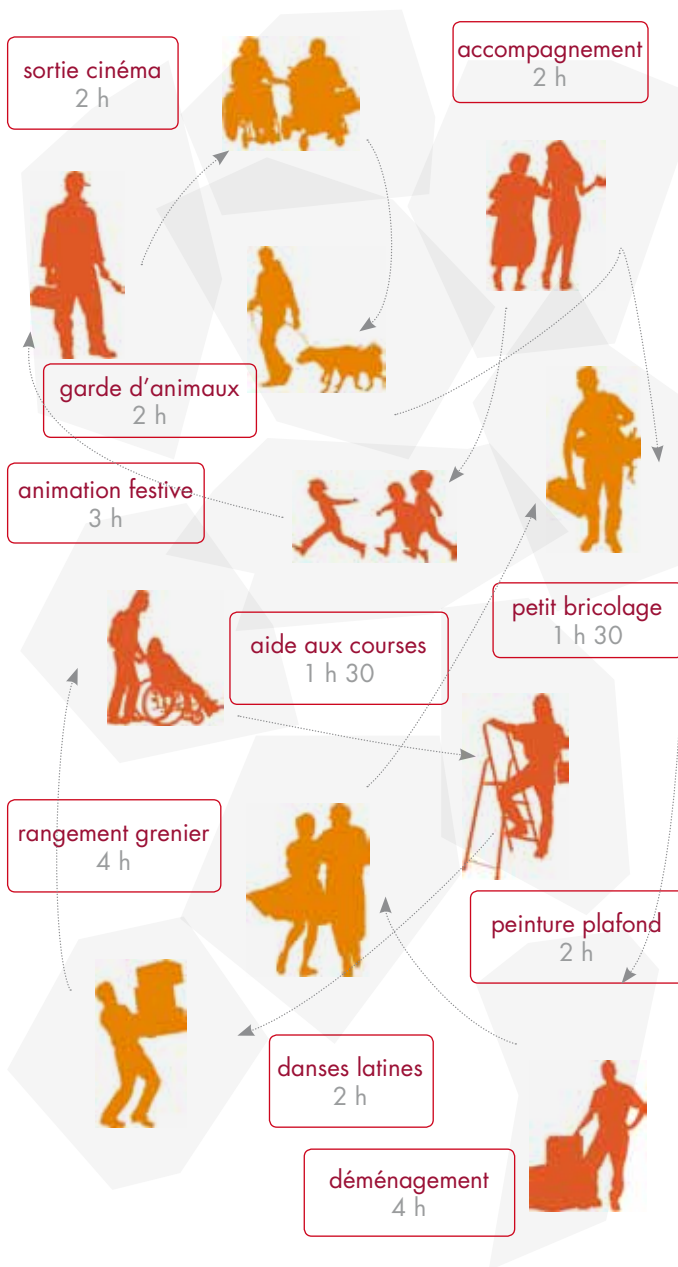 sortie cinéma
2 h
accompagnement
2 h
garde d'animaux
2 h
animation festive
3 h
petit bricolage
1 h 30
aide aux courses
1 h 30
rangement grenier
4 h
peinture plafond
2 h
danses latines
2 h
déménagement
4 h